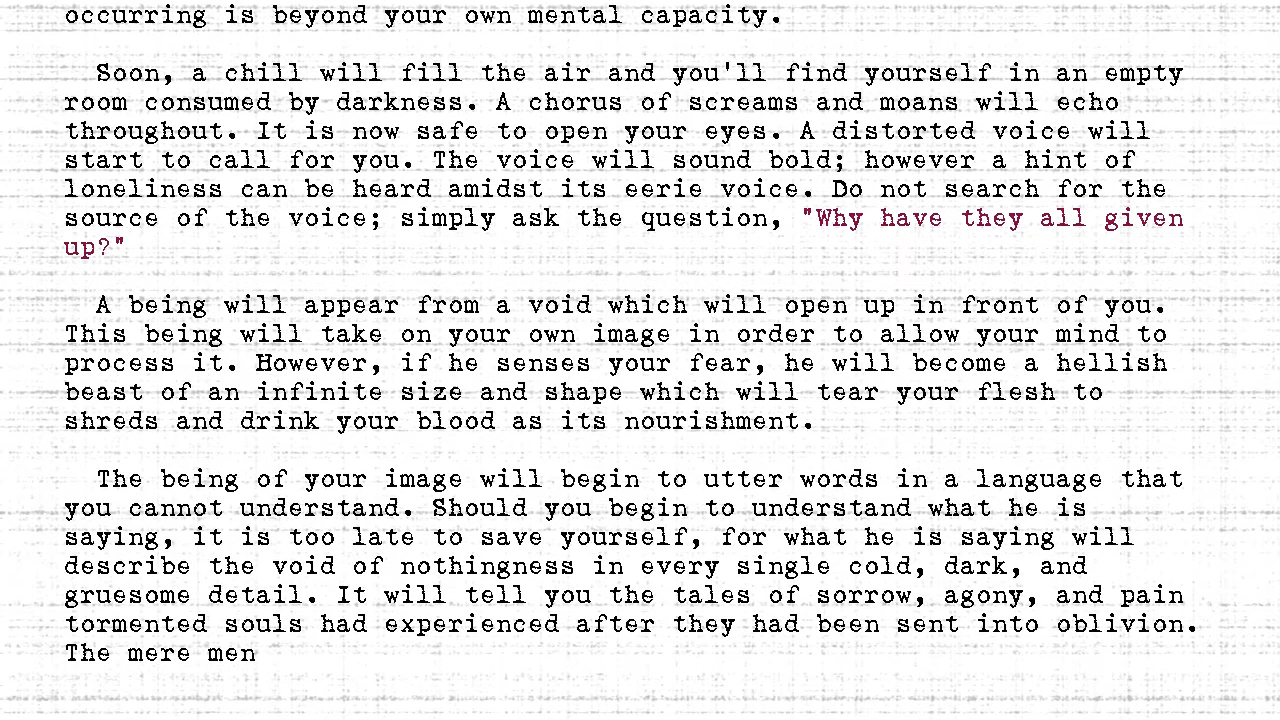 occurring is beyond your own mental capacity.
Soon, a chill will fill the air and you'll find yourself in an empty
room consumed by darkness. A chorus of screams and moans will echo
throughout. It is now safe to open your eyes. A distorted voice will
start to call for you. The voice will sound bold; however a hint of
loneliness can be heard amidst its eerie voice. Do not search for the
source of the voice; simply ask the question, "Why have they all given
up?"
A being will appear from a void which will open up in front of you.
This being will take on your own image in order to allow your mind to
process it. However, if he senses your fear, he will become a hellish
beast of an infinite size and shape which will tear your flesh to
shreds and drink your blood as its nourishment.
The being of your image will begin to utter words in a language that
you cannot understand. Should you begin to understand what he is
saying, it is too late to save yourself, for what he is saying will
describe the void of nothingness in every single cold, dark, and
gruesome detail. It will tell you the tales of sorrow, agony, and pain
tormented souls had experienced after they had been sent into oblivion.
The mere men